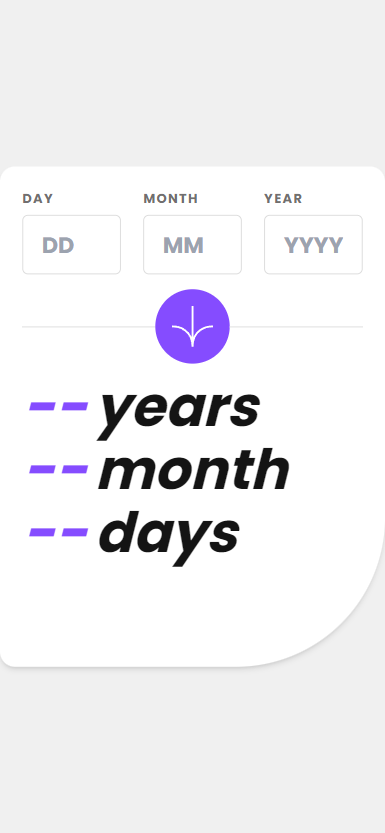 DAY MONTH YEAR
DD MM YYYY
-- years
-- month
-- days